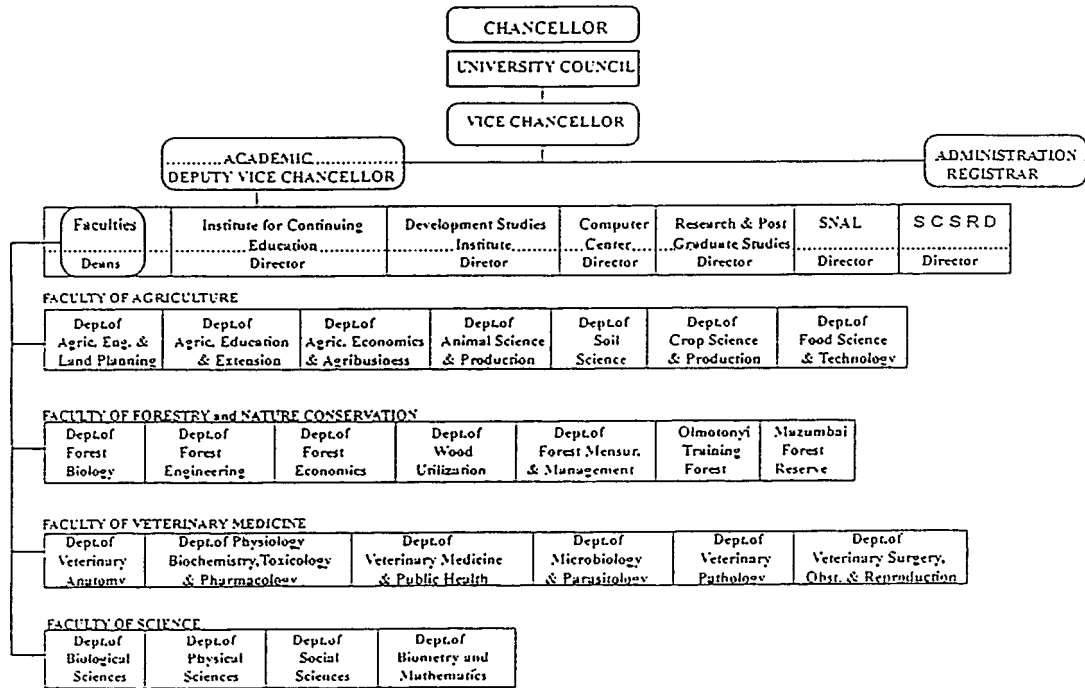 CHANCELLOR
UNIVERSITY COUNCIL
VICE CHANCELLOR
ACADEMIC
DEPUTY VICE CHANCELLOR
ADMINISTRATION
REGISTRAR
Faculties
Deans
Institute for Continuing
Education
Director
Development Studies
Institute
Diretor
Computer
Center
Director
Research & Post
Graduate Studies
Director
SNAL
Director
SCSRD
Director
FACULTY OF AGRICULTURE
Dept.of
Agric. Eng. &
Land Planning
Dept.of
Agric. Education
& Extension
Dept.of
Agric. Economics
& Agribusiness
Dept.of
Animal Science
& Production
Dept.of
Soil
Science
Dept.of
Crop Science
& Production
Dept.of
Food Science
& Technology
FACULTY OF FORESTRY and NATURE CONSERVATION
Dept.of
Forest
Biology
Dept.of
Forest
Engineering
Dept.of
Forest
Economics
Dept.of
Wood
Utilization
Dept.of
Forest Mensur.
& Management
Olmotonyi
Training
Forest
Mazumbai
Forest
Reserve
FACULTY OF VETERINARY MEDICINE
Dept.of
Veterinary
Anatomy
Dept.of Physiology
Biochemistry,Toxicology
& Pharmacology
Dept.of
Veterinary Medicine
& Public Health
Dept.of
Microbiology
& Parasitology
Dept.of
Veterinary
Pathology
Dept.of
Veterinary Surgery,
Obst. & Reproduction
FACULTY OF SCIENCE
Dept.of
Biological
Sciences
Dept.of
Physical
Sciences
Dept.of
Social
Sciences
Dept.of
Biometry and
Mathematics